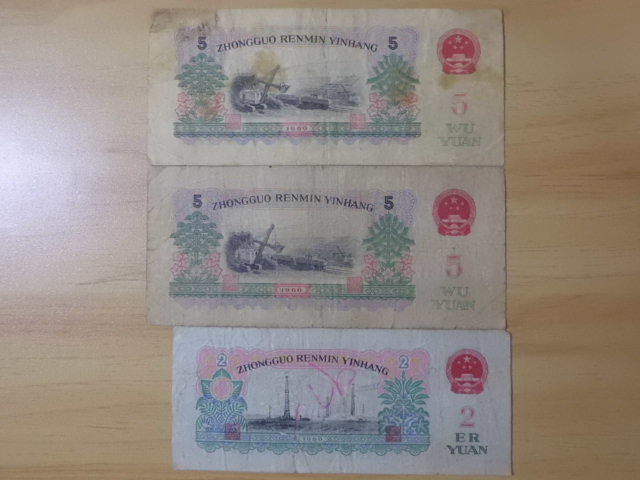 5 ZHONGGUO RENMIN YINHANG 5
5
WU
YUAN
1960
5 ZHONGGUO RENMIN YINHANG 5
5
WU
YUAN
1960
2 ZHONGGUO RENMIN YINHANG 2
2
ER
YUAN
1960